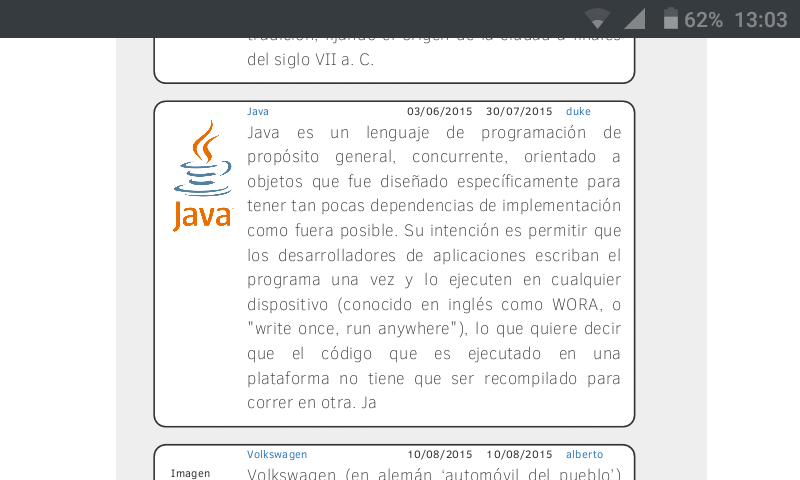 62% 13:03
del siglo VII a. C.
Java 03/06/2015 30/07/2015 duke
Java
Java es un lenguaje de programación de
propósito general, concurrente, orientado a
objetos que fue diseñado específicamente para
tener tan pocas dependencias de implementación
como fuera posible. Su intención es permitir que
los desarrolladores de aplicaciones escriban el
programa una vez y lo ejecuten en cualquier
dispositivo (conocido en inglés como WORA, o
"write once, run anywhere"), lo que quiere decir
que el código que es ejecutado en una
plataforma no tiene que ser recompilado para
correr en otra. Ja
Volkswagen 10/08/2015 10/08/2015 alberto
Imagen
Volkswagen (en alemán ‘automóvil del pueblo’)